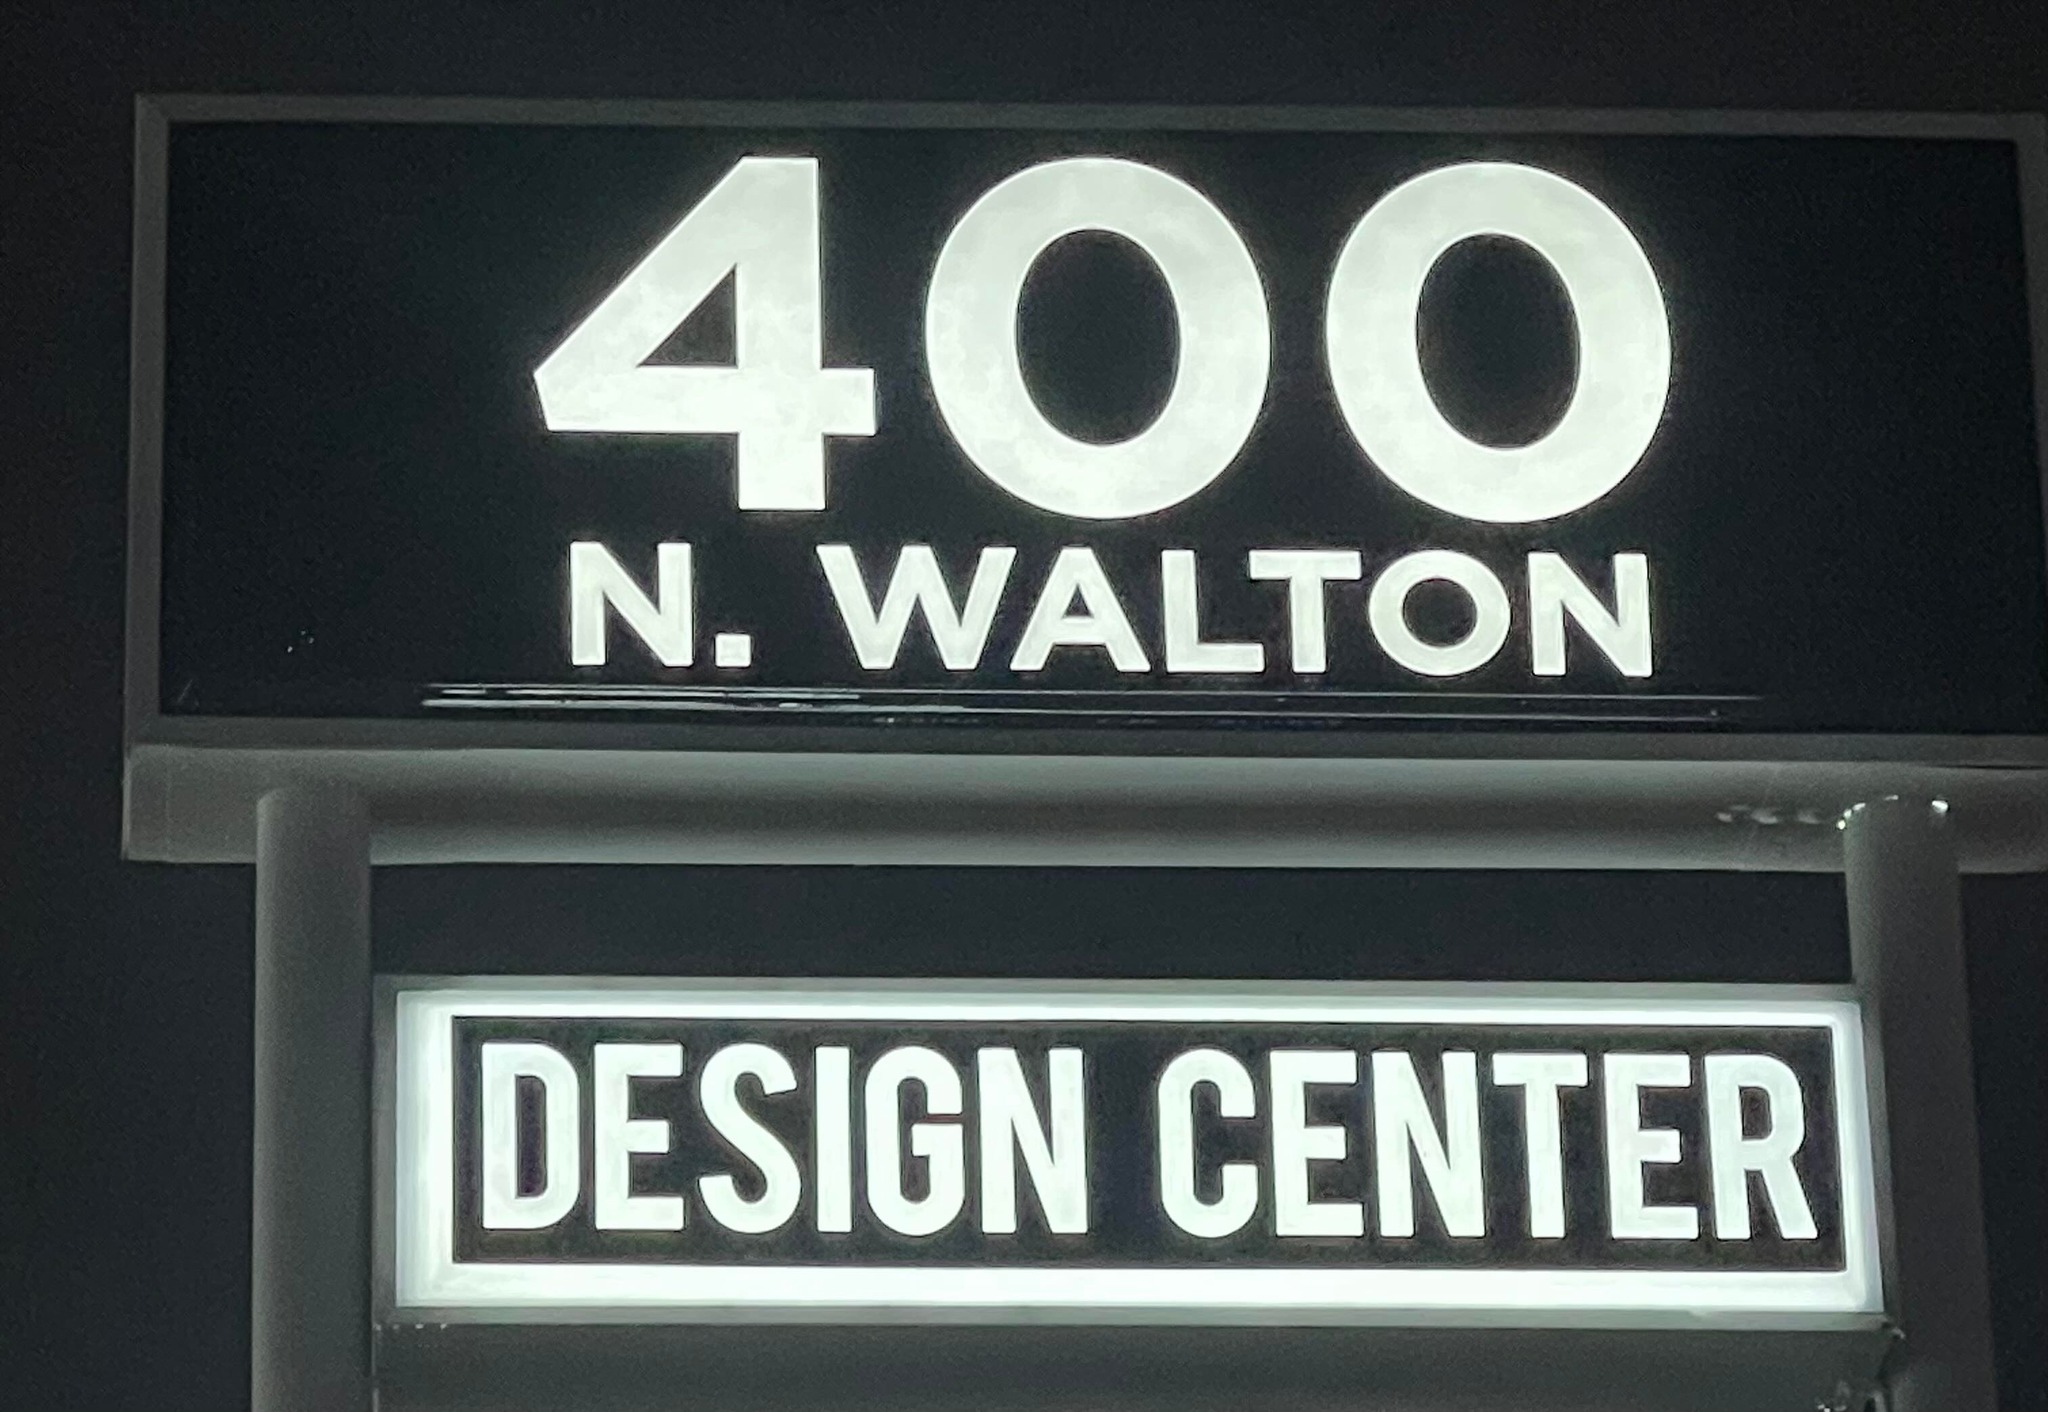 400
N. WALTON
DESIGN CENTER